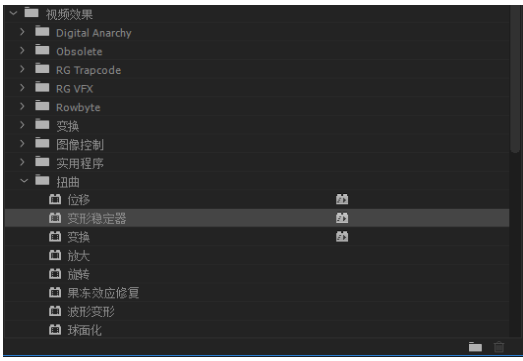 视频效果
Digital Anarchy
Obsolete
RG Trapcode
RG VFX
Rowbyte
变换
图像控制
实用程序
扭曲
位移
变形稳定器
变换
放大
旋转
果冻效应修复
波形变形
球面化